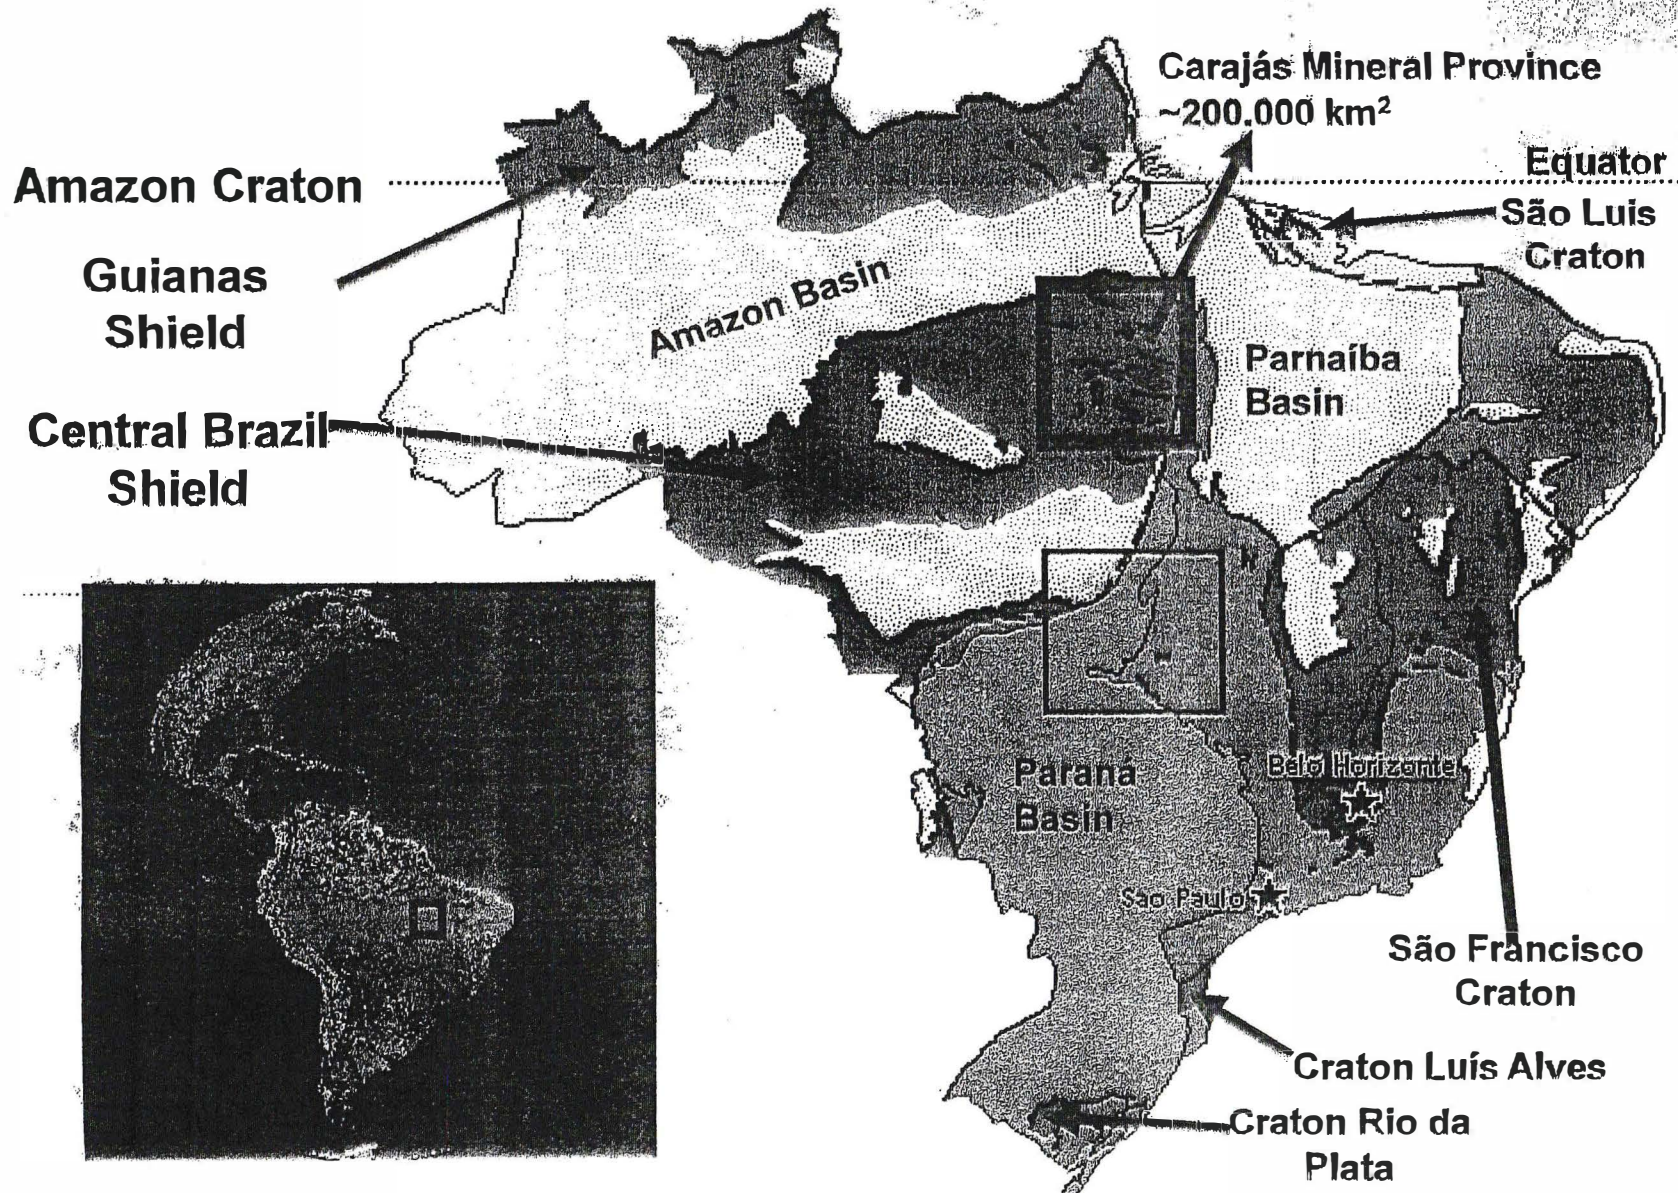 Carajás Mineral Province
~200.000 km²
Equator
Amazon Craton
São Luis
Craton
Guianas
Shield
Amazon Basin
Parnaíba
Basin
Central Brazil
Shield
Paraná
Basin
Belo Horizonte
Sao Paulo
São Francisco
Craton
Craton Luís Alves
Craton Rio da
Plata